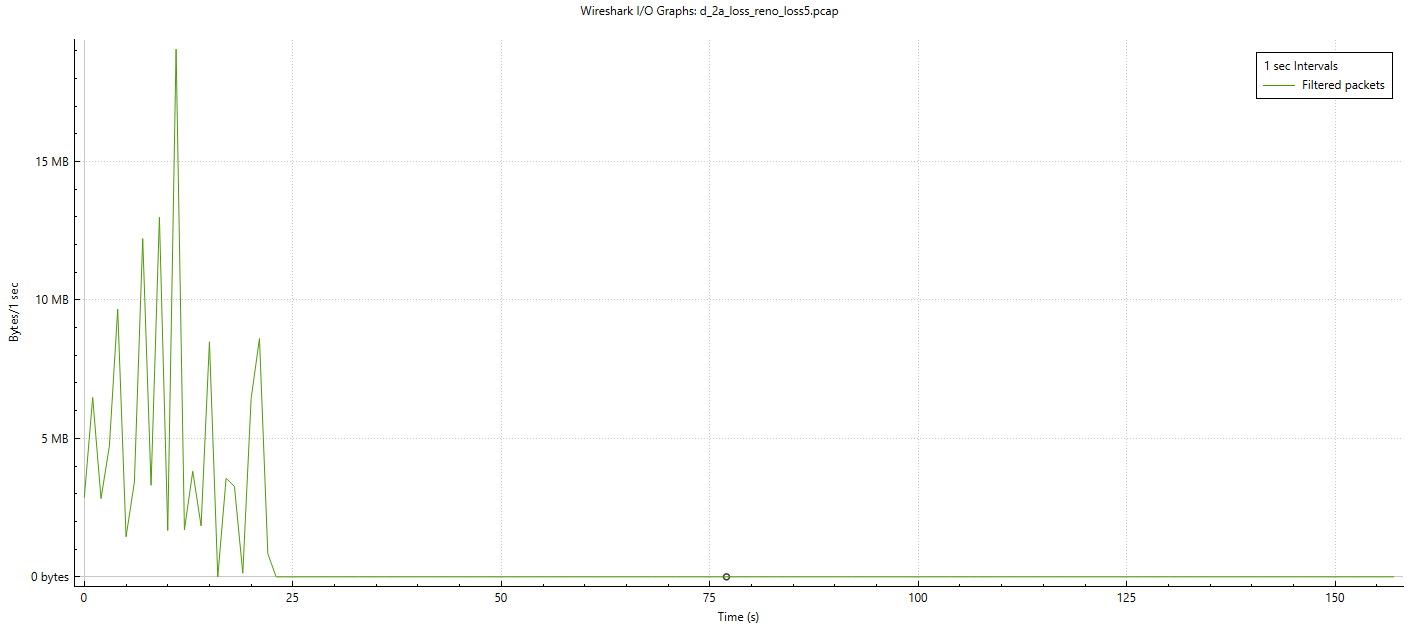 Wireshark I/O Graphs: d_2a_loss_reno_loss5.pcap
1 sec Intervals
Filtered packets
15 MB
10 MB
5 MB
0 bytes
Bytes/1 sec
0
25
50
75
100
125
150
Time (s)